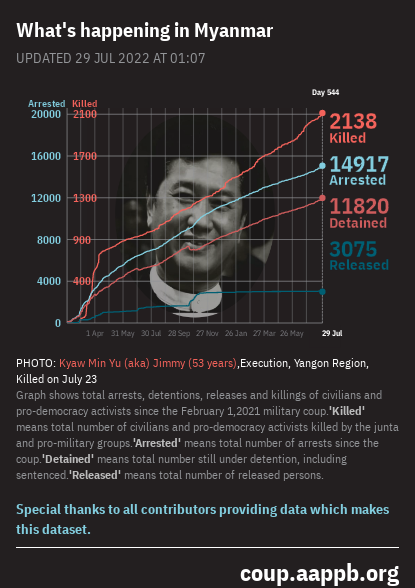 What's happening in Myanmar
UPDATED 29 JUL 2022 AT 01:07
Day 544
Arrested Killed
20000 2100
2138
Killed
16000 1700
14917
Arrested
12000 1300
11820
Detained
8000 900
3075
Released
4000 400
0
1 Apr 31 May 30 Jul 28 Sep 27 Nov 26 Jan 27 Mar 26 May 29 Jul
PHOTO: Kyaw Min Yu (aka) Jimmy (53 years),Execution, Yangon Region,
Killed on July 23
Graph shows total arrests, detentions, releases and killings of civilians and
pro-democracy activists since the February 1,2021 military coup.'Killed'
means total number of civilians and pro-democracy activists killed by the junta
and pro-military groups.'Arrested' means total number of arrests since the
coup.'Detained' means total number still under detention, including
sentenced.'Released' means total number of released persons.
Special thanks to all contributors providing data which makes
this dataset.
coup.aappb.org